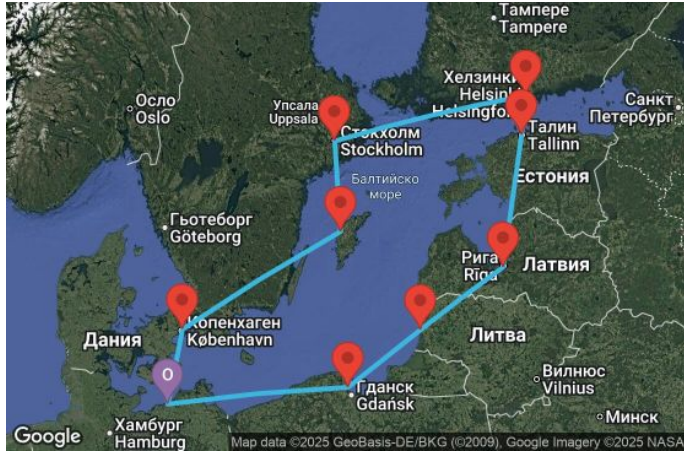 Тампере
Tampere
Осло
Oslo
Упсала
Uppsala
Хелзинки
Helsinki
Helsingfo
Санкт
Петербург
Стокхолм
Stockholm
Талин
Tallinn
Балтийско
море
Естония
Гьотеборг
Göteborg
Рига
Rīga
Латвия
Копенхаген
København
Дания
Литва
О
Гданск
Gdańsk
Вилнюс
Vilnius
Минск
Хамбург
Hamburg
Google
Map data ©2025 GeoBasis-DE/BKG (©2009), Google Imagery ©2025 NASA